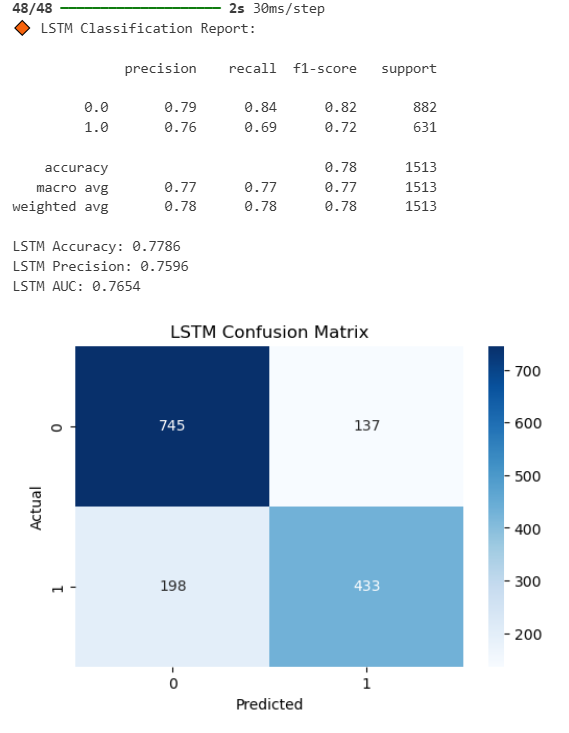 48/48 ━━━━━━━━━━━━━━━━━━━━ 2s 30ms/step
🔶 LSTM Classification Report:
precision recall f1-score support
0.0 0.79 0.84 0.82 882
1.0 0.76 0.69 0.72 631
accuracy 0.78 1513
macro avg 0.77 0.77 0.77 1513
weighted avg 0.78 0.78 0.78 1513
LSTM Accuracy: 0.7786
LSTM Precision: 0.7596
LSTM AUC: 0.7654
LSTM Confusion Matrix
745 137
198 433
0
1
Actual
0 1
Predicted
700
600
500
400
300
200